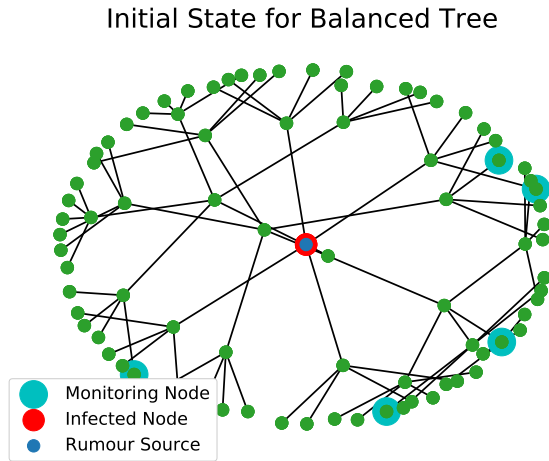 Initial State for Balanced Tree
Monitoring Node
Infected Node
Rumour Source